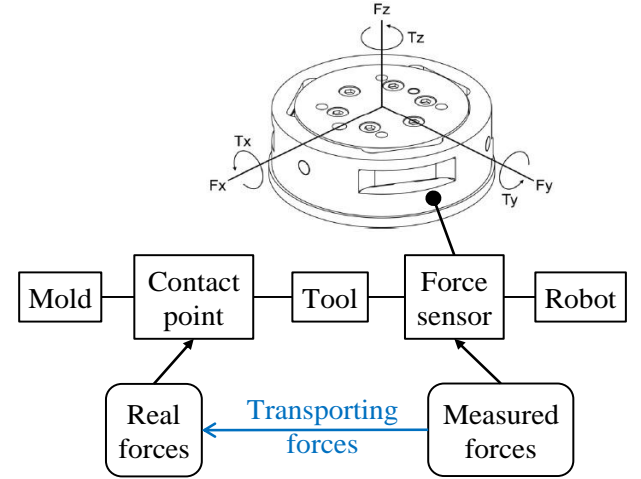 Fz
Tz
Tx
Fx
Ty
Fy
Mold
Contact
point
Tool
Force
sensor
Robot
Real
forces
Transporting
forces
Measured
forces